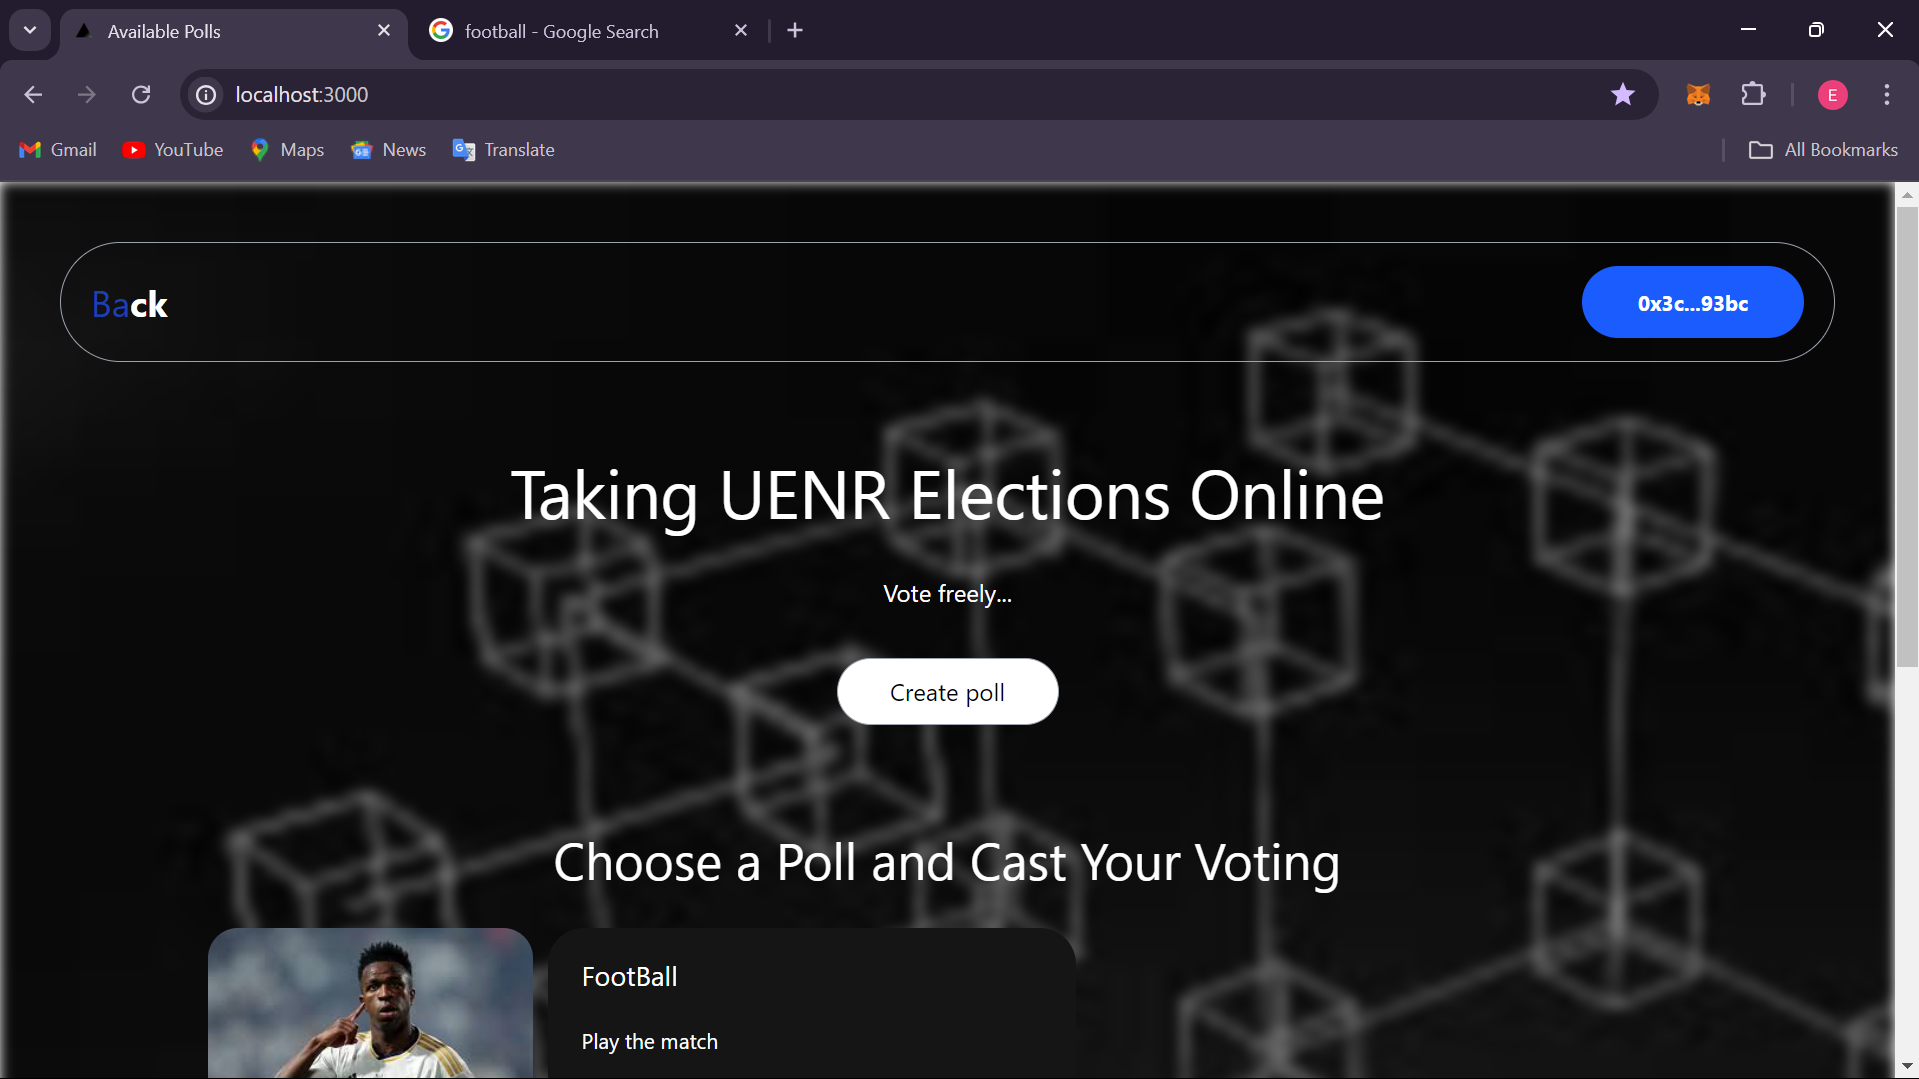 Available Polls
football - Google Search
localhost:3000
E
Gmail
YouTube
Maps
News
Translate
All Bookmarks
Back
0x3c...93bc
Taking UENR Elections Online
Vote freely...
Create poll
Choose a Poll and Cast Your Voting
FootBall
Play the match